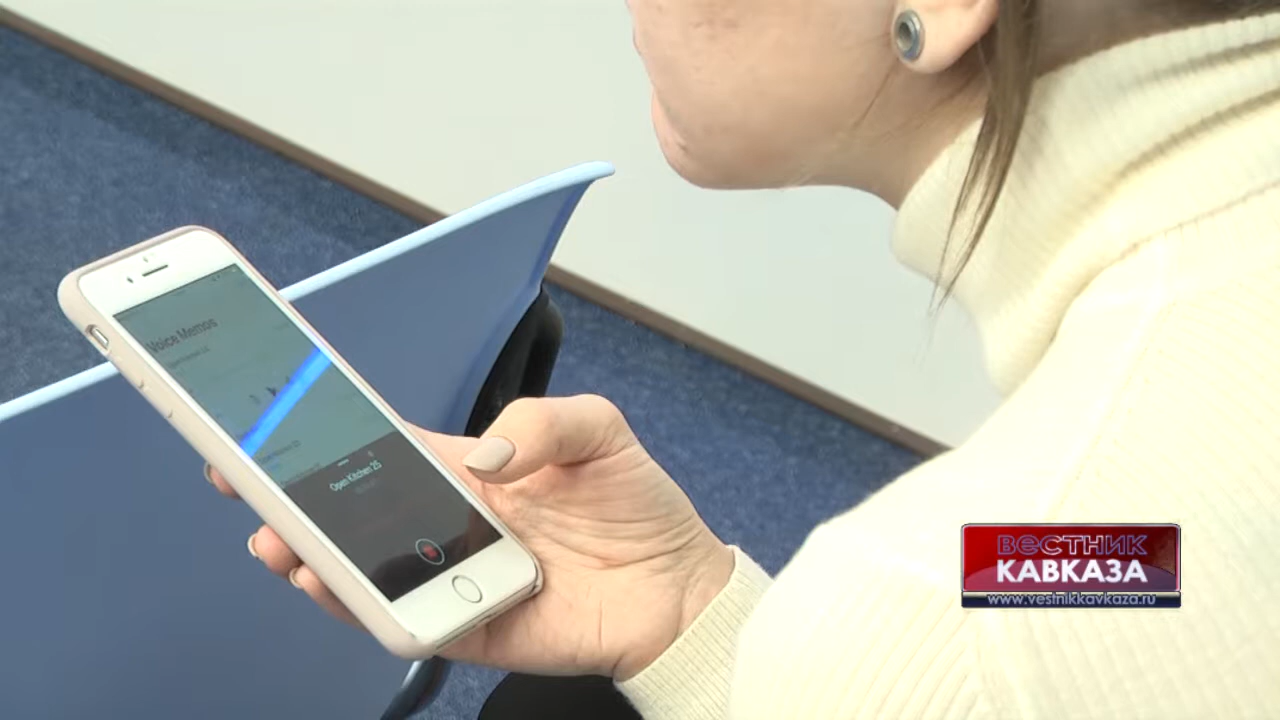 Voice Memos
Open Kitchen 25
ВЕСТНИК
КАВКАЗА
www.vestnikkavkaza.ru